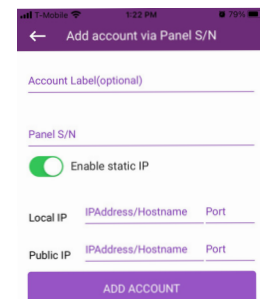 T-Mobile 1:22 PM 79%
Add account via Panel S/N
Account Label(optional)
Panel S/N
Enable static IP
Local IP IPAddress/Hostname Port
Public IP IPAddress/Hostname Port
ADD ACCOUNT